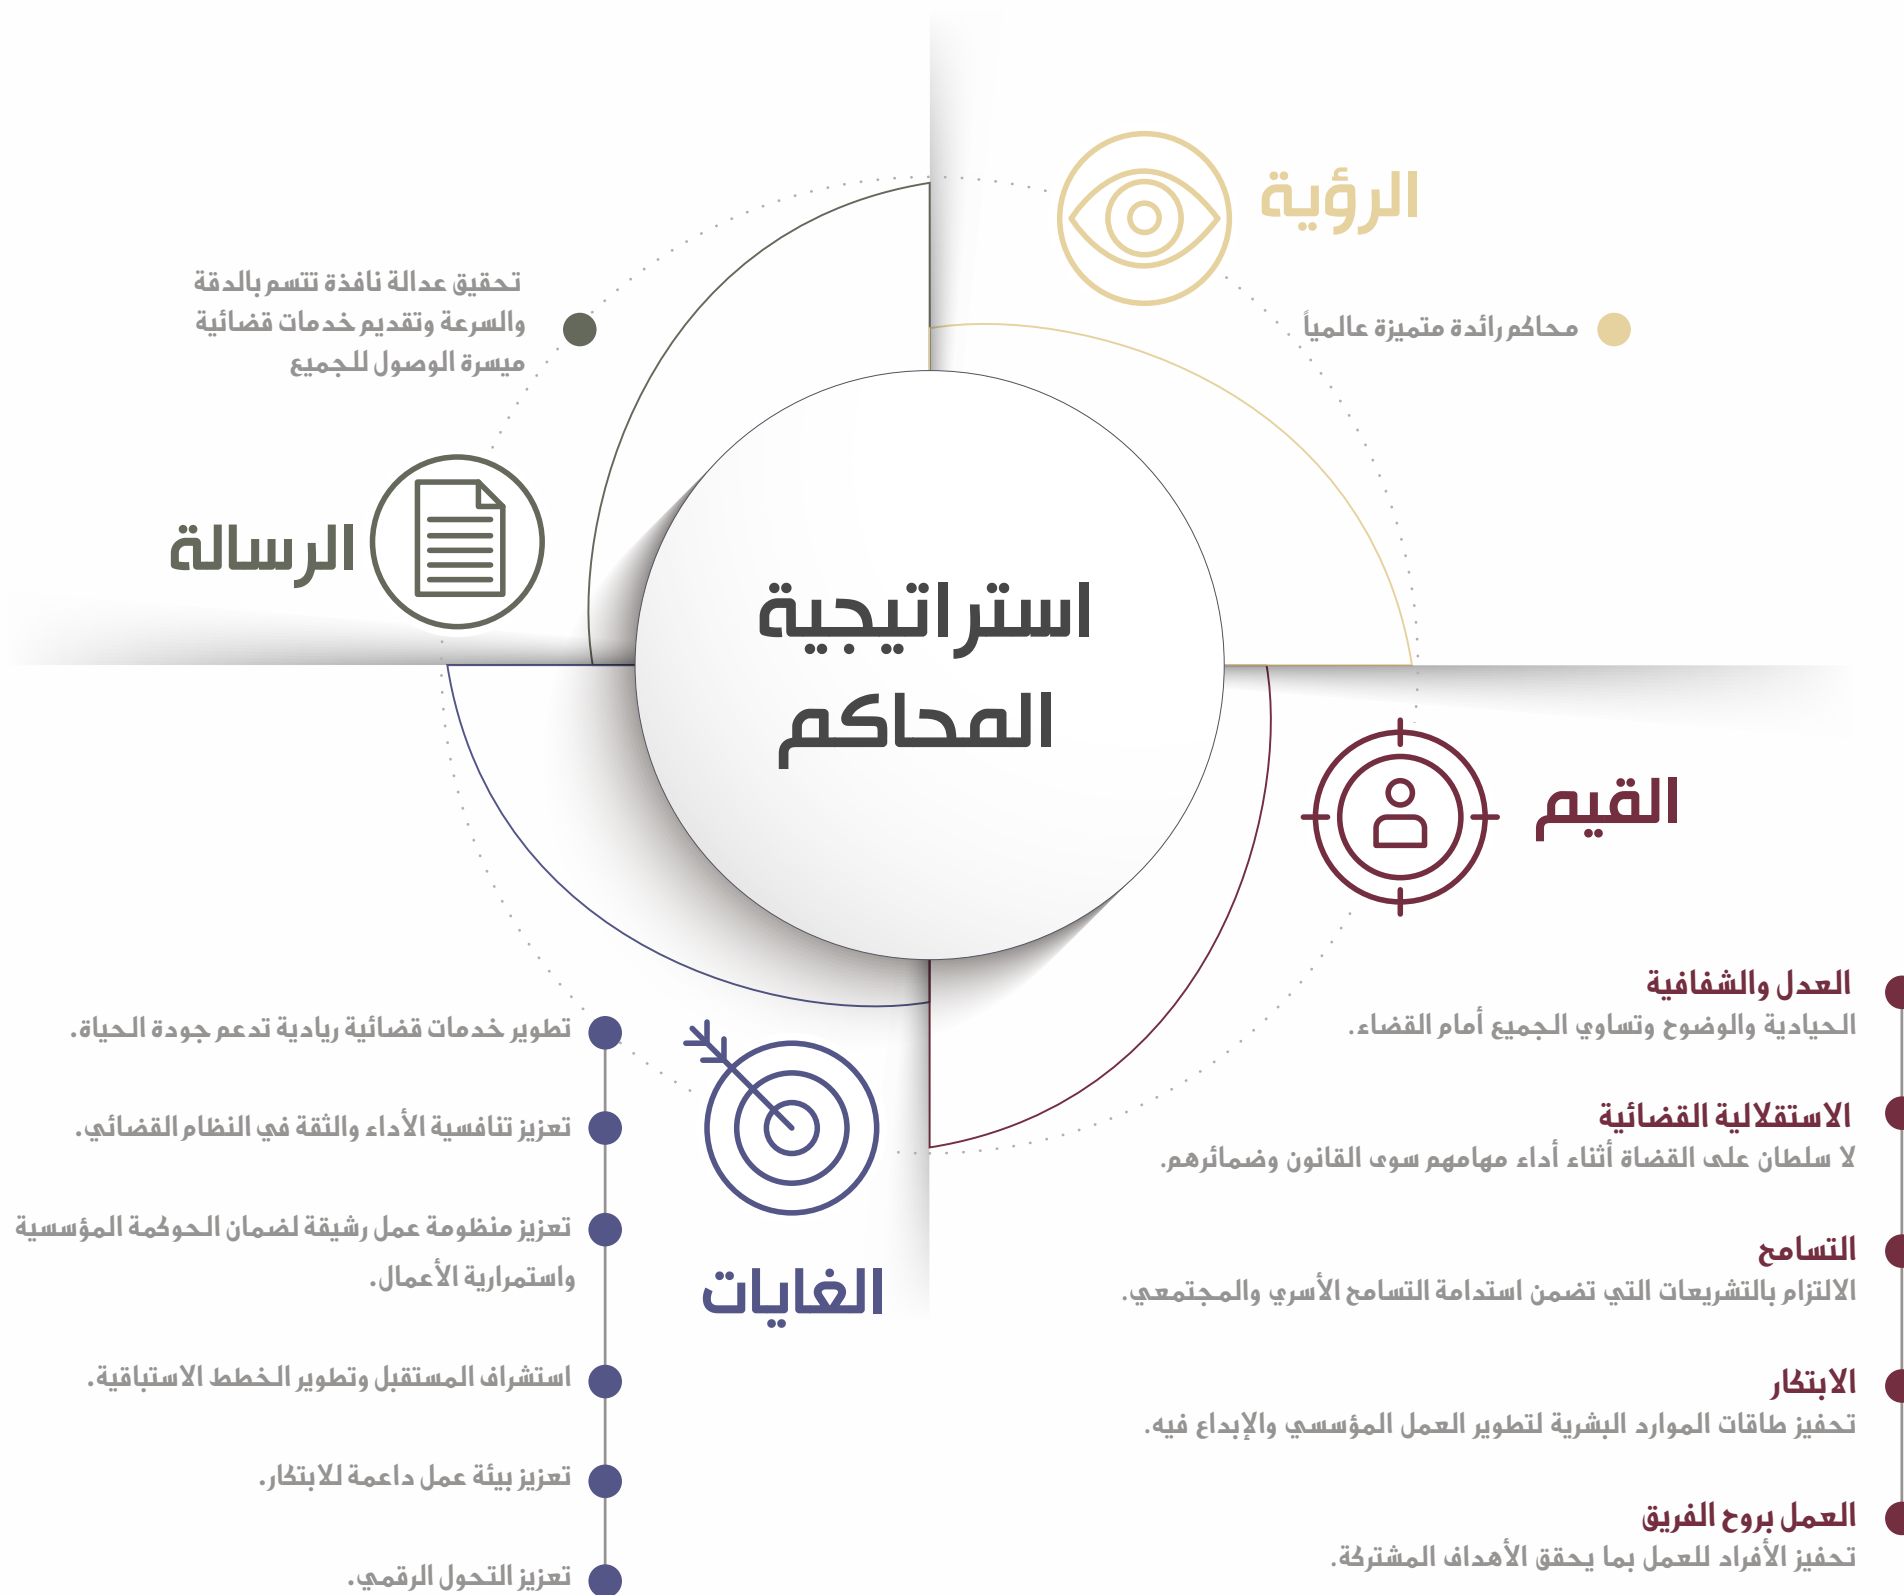 استراتيجية
المحاكم
الرؤية
محاكم رائدة متميزة عالمياً
تحقيق عدالة نافذة تتسم بالدقة
والسرعة وتقديم خدمات قضائية
ميسرة الوصول للجميع
الرسالة
القيم
العدل والشفافية
الحيادية والوضوح وتساوي الجميع أمام القضاء.
الاستقلالية القضائية
لا سلطان على القضاة أثناء أداء مهامهم سوى القانون وضمائرهم.
التسامح
الالتزام بالتشريعات التي تضمن استدامة التسامح الأسري والمجتمعي.
الابتكار
تحفيز طاقات الموارد البشرية لتطوير العمل المؤسسي والإبداع فيه.
العمل بروح الفريق
تحفيز الأفراد للعمل بما يحقق الأهداف المشتركة.
الغايات
تطوير خدمات قضائية ريادية تدعم جودة الحياة.
تعزيز تنافسية الأداء والثقة في النظام القضائي.
تعزيز منظومة عمل رشيقة لضمان الحوكمة المؤسسية
واستمرارية الأعمال.
استشراف المستقبل وتطوير الخطط الاستباقية.
تعزيز بيئة عمل داعمة للابتكار.
تعزيز التحول الرقمي.